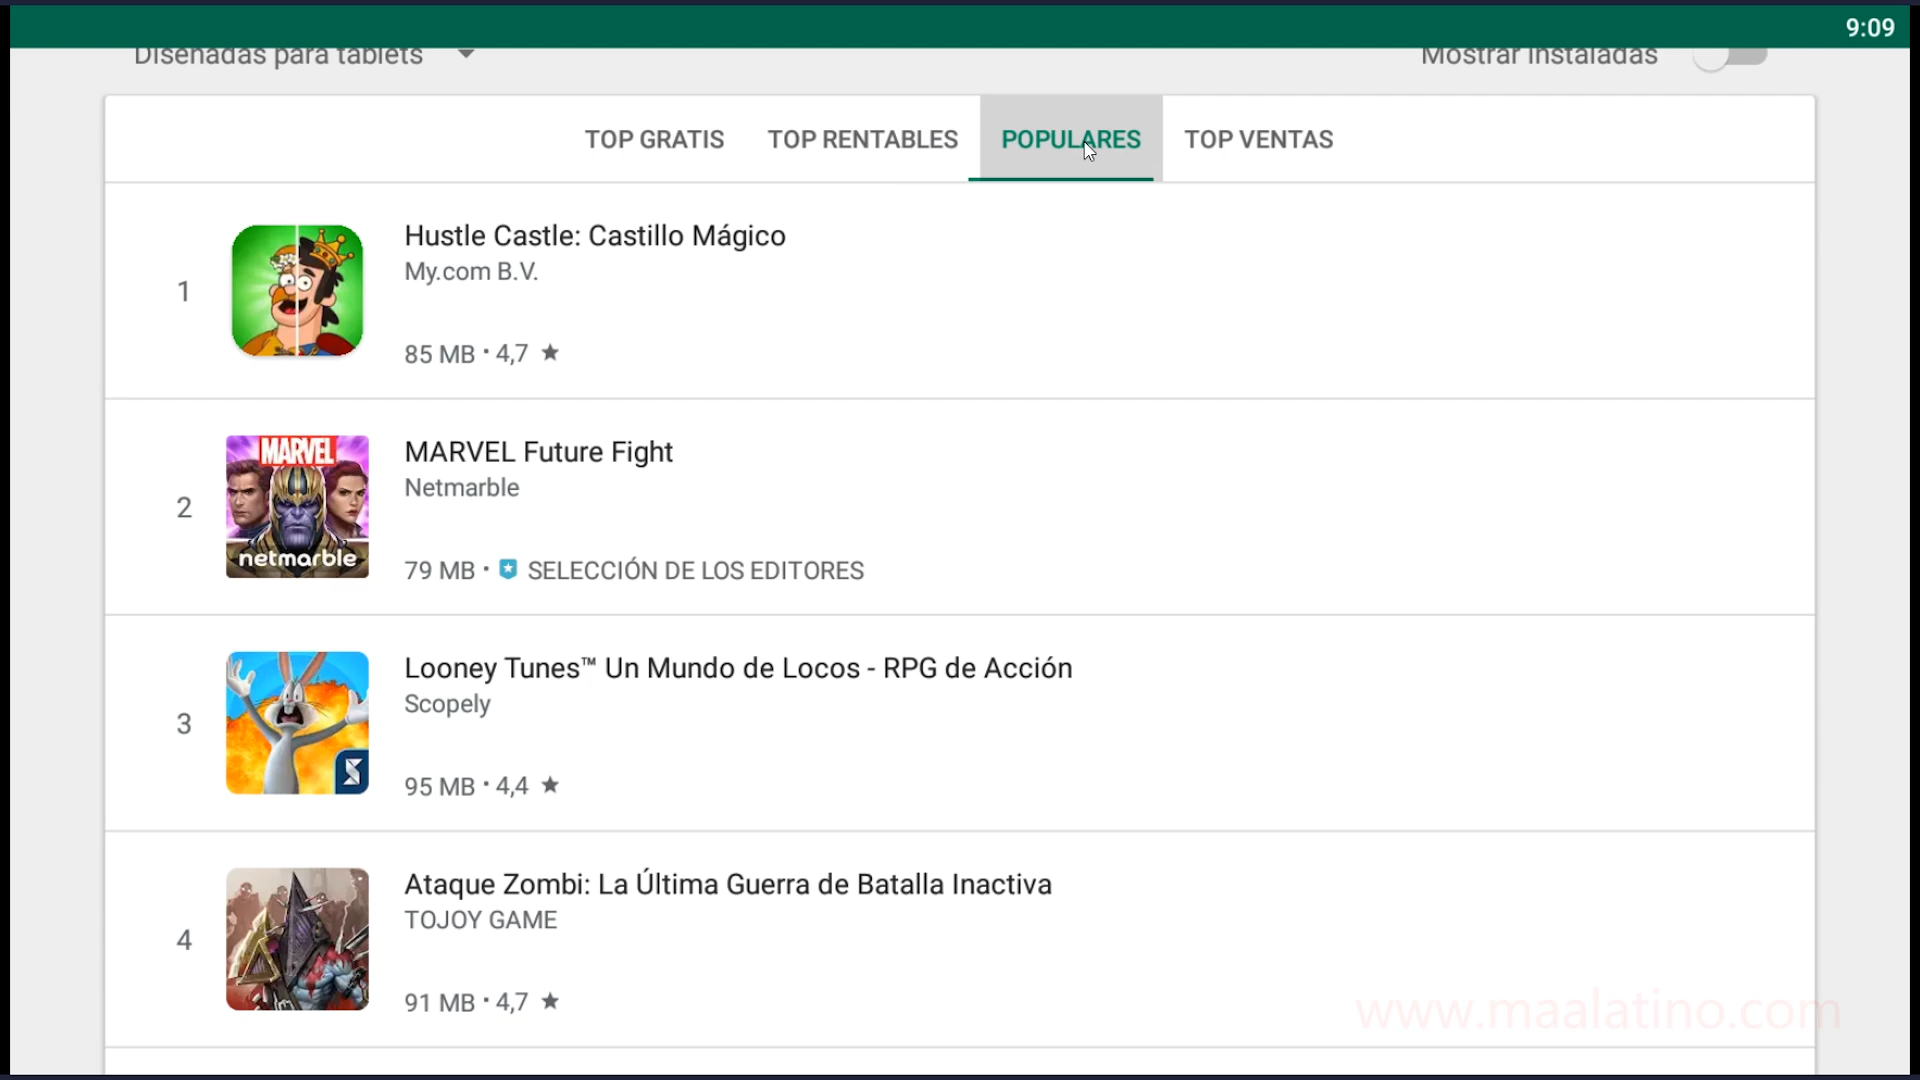 9:09
Diseñadas para tablets
Mostrar instaladas
TOP GRATIS
TOP RENTABLES
POPULARES
TOP VENTAS
1
Hustle Castle: Castillo Mágico
My.com B.V.
85 MB • 4,7 ★
2
MARVEL
netmarble
MARVEL Future Fight
Netmarble
79 MB • SELECCIÓN DE LOS EDITORES
3
Looney Tunes™ Un Mundo de Locos - RPG de Acción
Scopely
95 MB • 4,4 ★
4
Ataque Zombi: La Última Guerra de Batalla Inactiva
TOJOY GAME
91 MB • 4,7 ★
www.maalatino.com